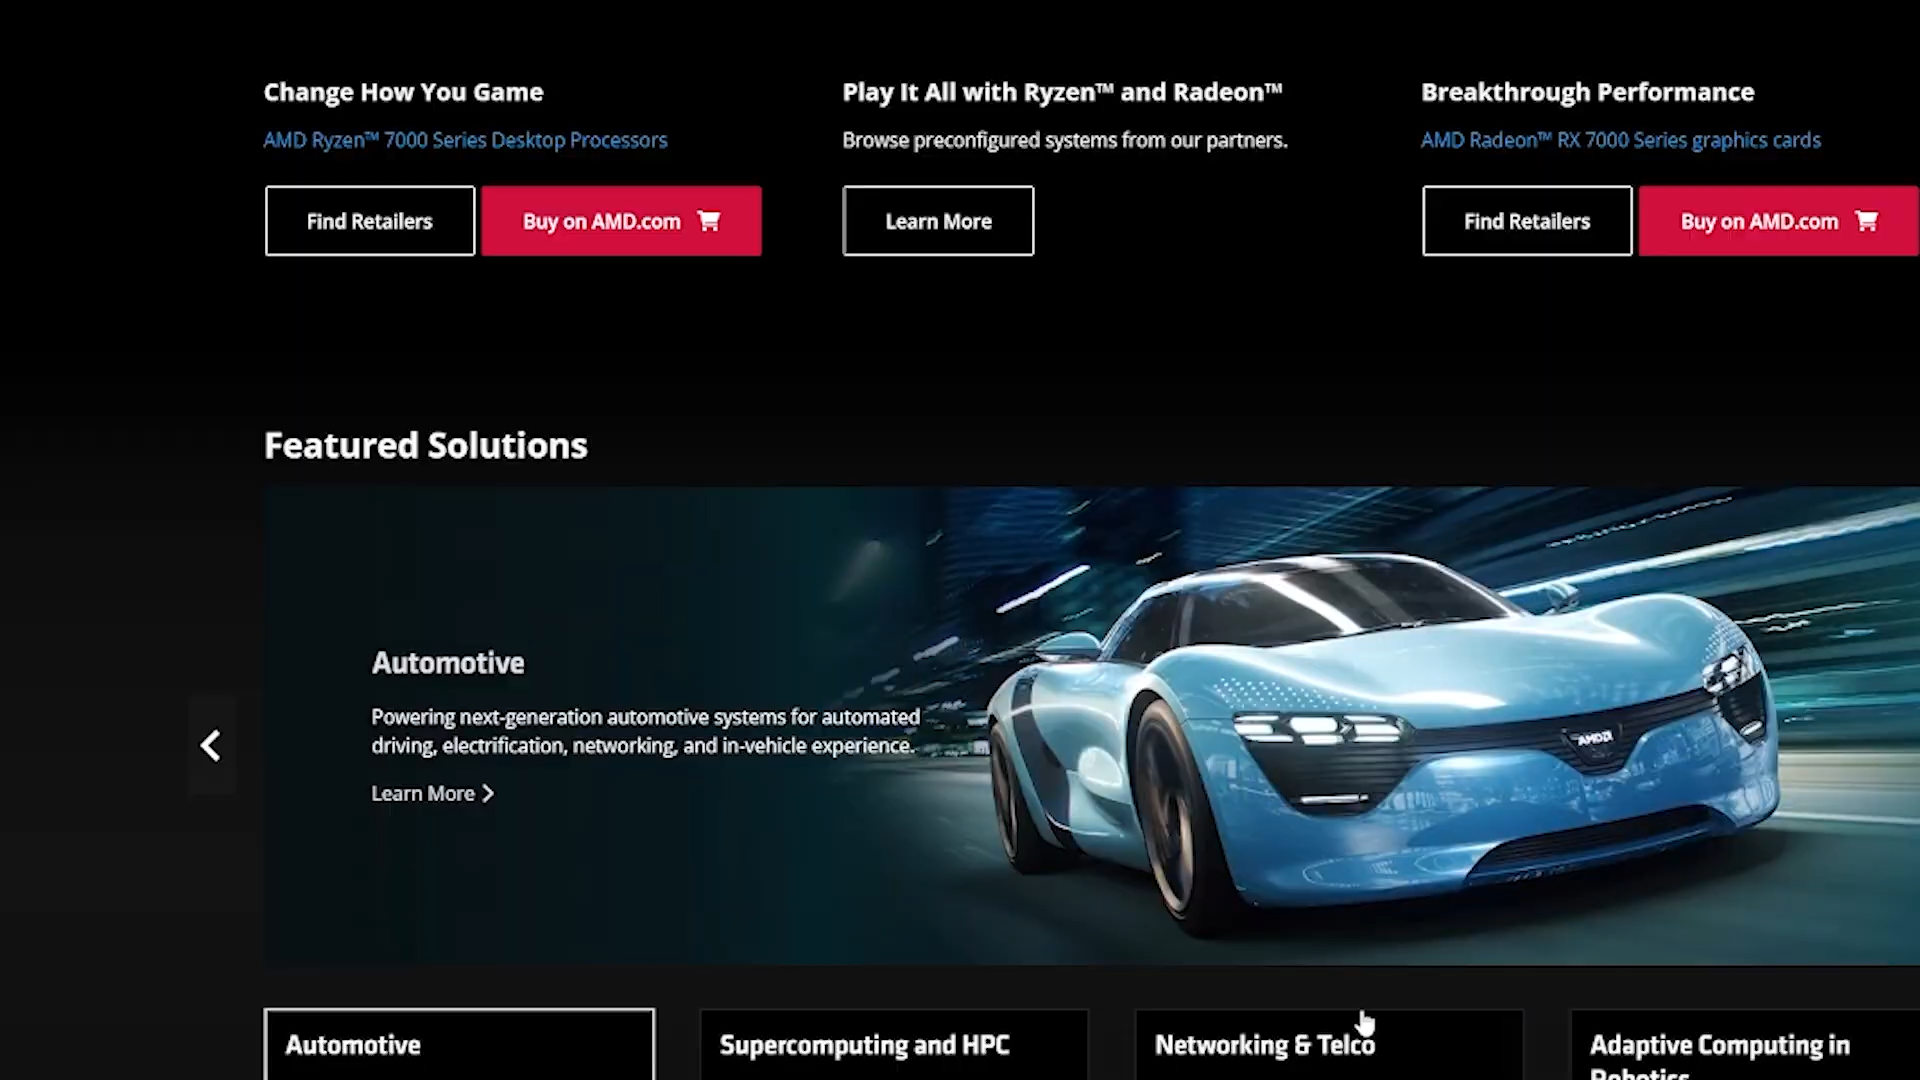 Change How You Game
AMD Ryzen™ 7000 Series Desktop Processors
Find Retailers
Buy on AMD.com
Play It All with Ryzen™ and Radeon™
Browse preconfigured systems from our partners.
Learn More
Breakthrough Performance
AMD Radeon™ RX 7000 Series graphics cards
Find Retailers
Buy on AMD.com
Featured Solutions
Automotive
Powering next-generation automotive systems for automated
driving, electrification, networking, and in-vehicle experience.
Learn More
AMD
Automotive
Supercomputing and HPC
Networking & Telco
Adaptive Computing in
Robotics